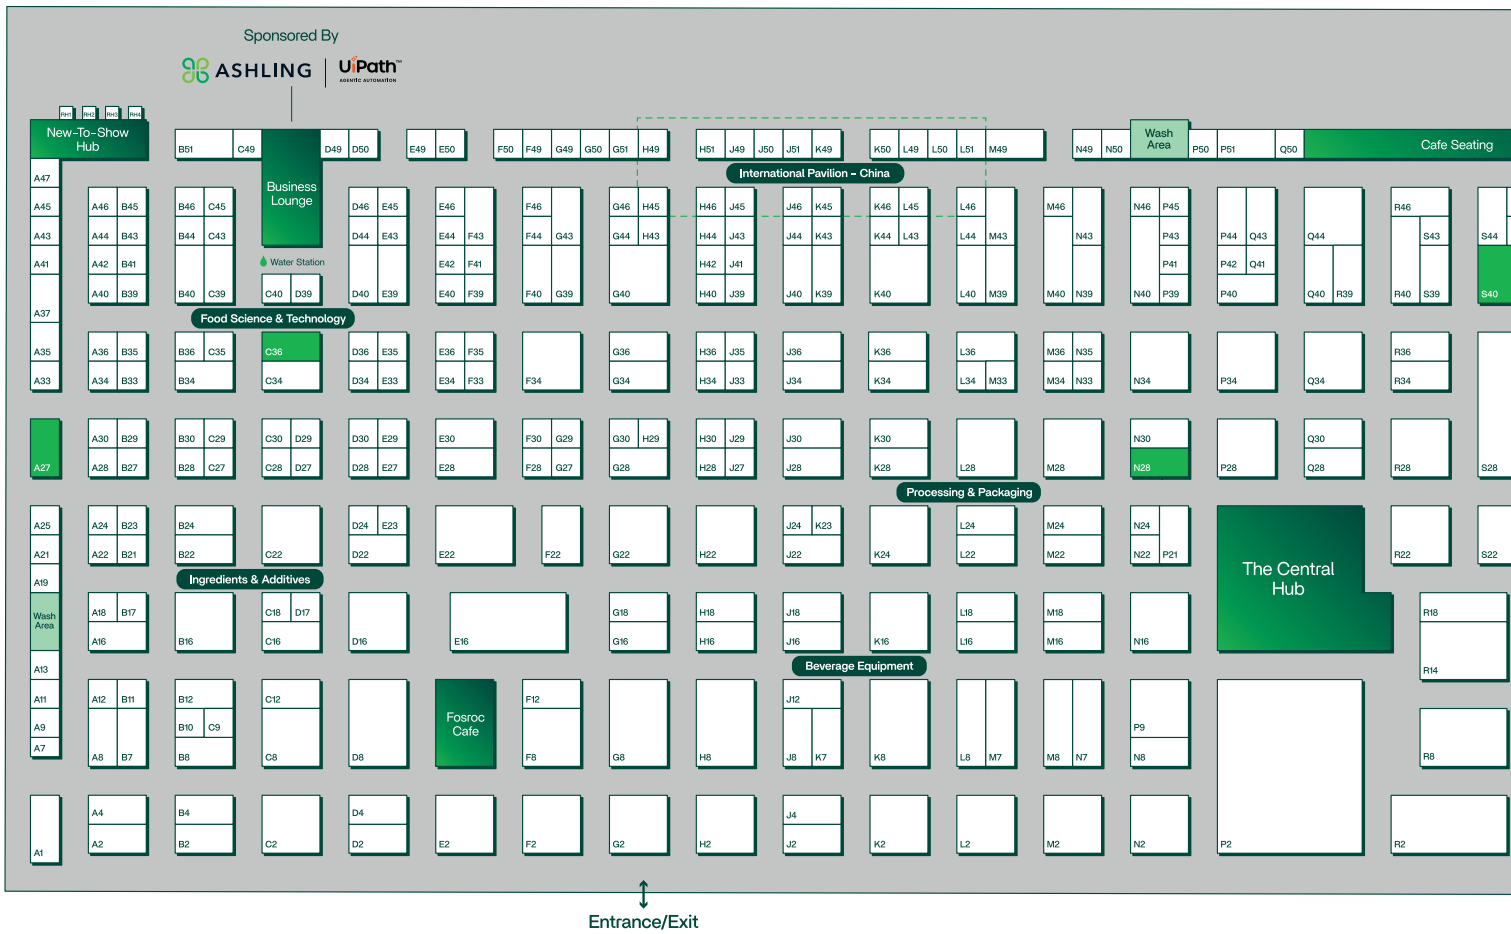 Sponsored By
ASHLING | UiPath™
AGENTIC AUTOMATION
RH1 RH2 RH3 RH4
New-To-Show
Hub
B51 C49 D49 D50 E49 E50 F50 F49 G49 G50 G51 H49 H51 J49 J50 J51 K49 K50 L49 L50 L51 M49 N49 N50 Wash Area P50 P51 Q50 Cafe Seating
International Pavilion – China
A47
Business
Lounge
A45 A46 B45 B46 C45 D46 E45 E46 F46 G46 H45 H46 J45 J46 K45 K46 L45 L46 M46 N46 P45 R46
A43 A44 B43 B44 C43 D44 E43 E44 F43 F44 G43 G44 H43 H44 J43 J44 K43 K44 L43 L44 M43 N43 P43 P44 Q43 Q44 S43 S44
Water Station
A41 A42 B41 E42 F41 H42 J41 P41 P42 Q41
A40 B39 B40 C39 C40 D39 D40 E39 E40 F39 F40 G39 G40 H40 J39 J40 K39 K40 L40 M39 M40 N39 N40 P39 P40 Q40 R39 R40 S39 S40
A37
Food Science & Technology
A35 A36 B35 B36 C35 C36 D36 E35 E36 F35 G36 H36 J35 J36 K36 L36 M36 N35 R36
A33 A34 B33 B34 C34 D34 E33 E34 F33 F34 G34 H34 J33 J34 K34 L34 M33 M34 N33 N34 P34 Q34 R34
A30 B29 B30 C29 C30 D29 D30 E29 E30 F30 G29 G30 H29 H30 J29 J30 K30 N30 Q30
A27 A28 B27 B28 C27 C28 D27 D28 E27 E28 F28 G27 G28 H28 J27 J28 K28 L28 M28 N28 P28 Q28 R28 S28
Processing & Packaging
A25 A24 B23 B24 D24 E23 J24 K23 L24 M24 N24
A21 A22 B21 B22 C22 D22 E22 F22 G22 H22 J22 K24 L22 M22 N22 P21 R22 S22
The Central
Hub
Ingredients & Additives
A19
Wash
Area
A18 B17 C18 D17 G18 H18 J18 L18 M18 R18
A16 B16 C16 D16 E16 G16 H16 J16 K16 L16 M16 N16
Beverage Equipment
A13 R14
A11 A12 B11 B12 C12 F12 J12
Fosroc
Cafe
A9 B10 C9 P9
A7 A8 B7 B8 C8 D8 F8 G8 H8 J8 K7 K8 L8 M7 M8 N7 N8 R8
A4 B4 D4 J4
A1 A2 B2 C2 D2 E2 F2 G2 H2 J2 K2 L2 M2 N2 P2 R2
Entrance/Exit